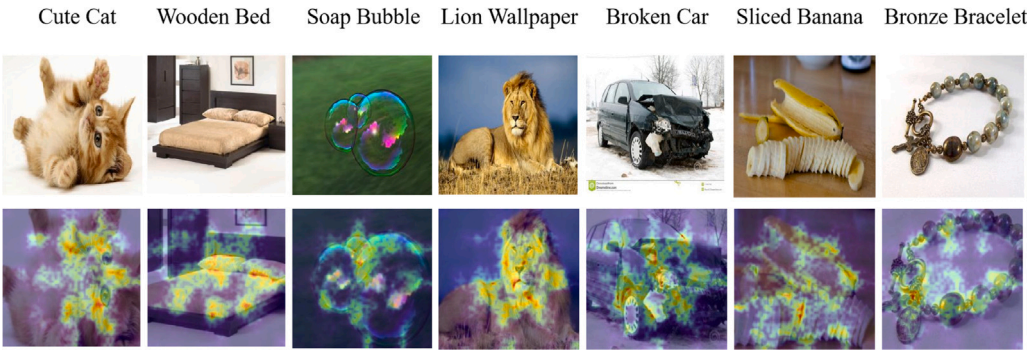 Cute Cat
Wooden Bed
Soap Bubble
Lion Wallpaper
Broken Car
Sliced Banana
Bronze Bracelet